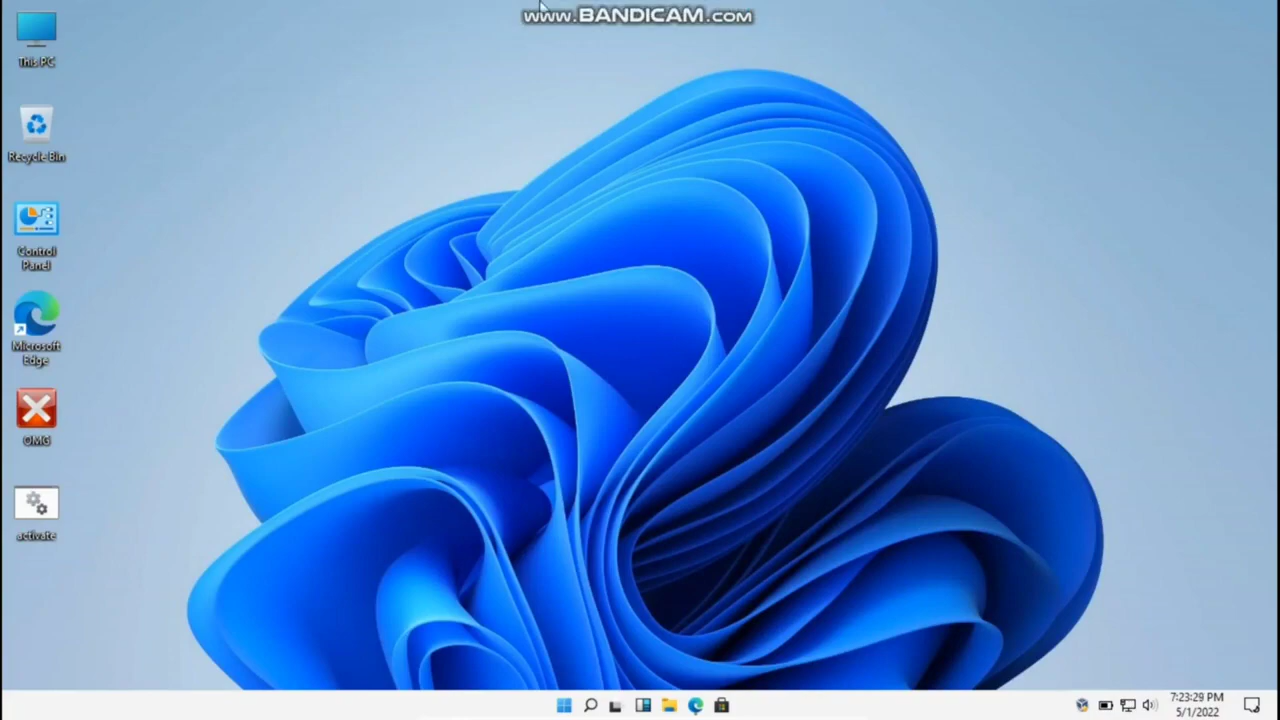 www.BANDICAM.com
This PC
Recycle Bin
Control
Panel
Microsoft
Edge
OMG
activate
7:23:29 PM
5/1/2022